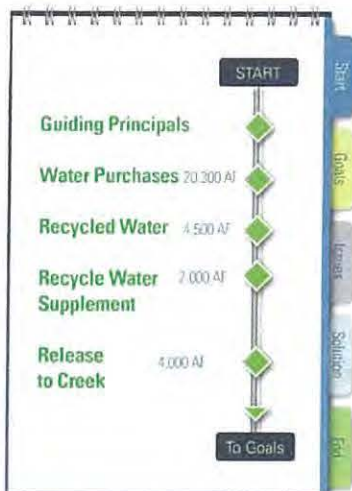 START
Guiding Principals
Water Purchases 20,300 AF
Recycled Water 4,500 AF
Recycle Water 2,000 AF
Supplement
Release 4,000 AF
to Creek
To Goals
Start
Goals
Issues
Solution
End